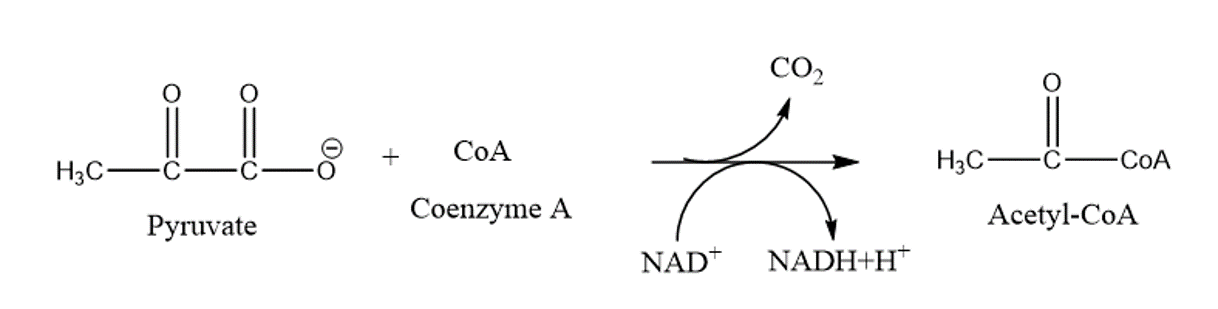 CO₂
O O O
H₃C C C O⊖ + CoA H₃C C CoA
Pyruvate Coenzyme A Acetyl-CoA
NAD⁺ NADH+H⁺